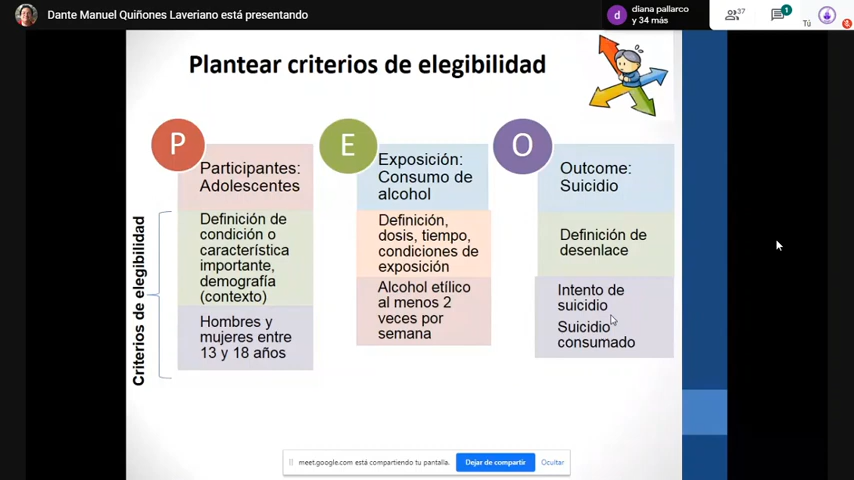 Dante Manuel Quiñones Laveriano está presentando
diana pallarco
y 34 más
d
37
1
Tú
Plantear criterios de elegibilidad
P
Participantes:
Adolescentes
Definición de
condición o
característica
importante,
demografía
(contexto)
Hombres y
mujeres entre
13 y 18 años
E
Exposición:
Consumo de
alcohol
Definición,
dosis, tiempo,
condiciones de
exposición
Alcohol etílico
al menos 2
veces por
semana
O
Outcome:
Suicidio
Definición de
desenlace
Intento de
suicidio
Suicidio
consumado
Criterios de elegibilidad
meet.google.com está compartiendo tu pantalla.
Dejar de compartir
Ocultar